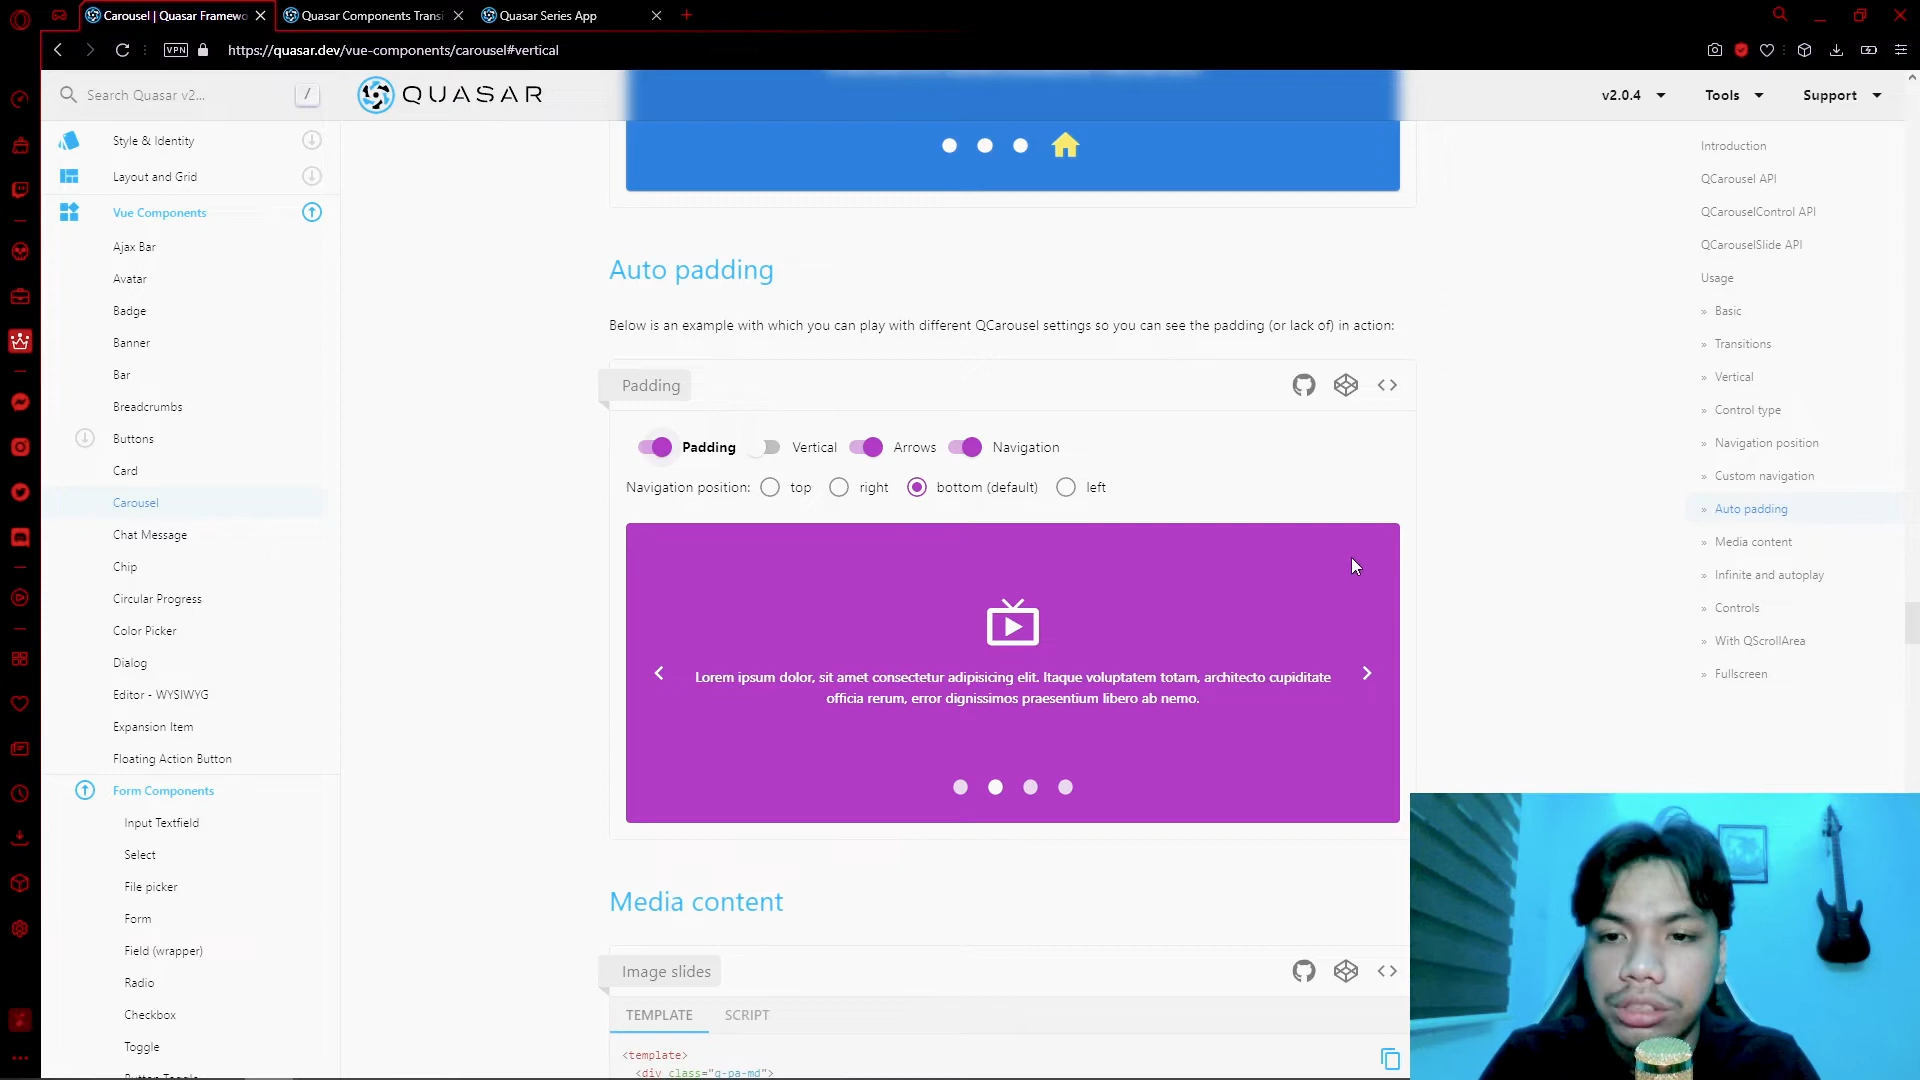 Carousel | Quasar Framewo
Quasar Components Transi
Quasar Series App
VPN
https://quasar.dev/vue-components/carousel#vertical
Search Quasar v2...
/
QUASAR
v2.0.4
Tools
Support
Style & Identity
Layout and Grid
Vue Components
Ajax Bar
Avatar
Badge
Banner
Bar
Breadcrumbs
Buttons
Card
Carousel
Chat Message
Chip
Circular Progress
Color Picker
Dialog
Editor - WYSIWYG
Expansion Item
Floating Action Button
Form Components
Input Textfield
Select
File picker
Form
Field (wrapper)
Radio
Checkbox
Toggle
Button Toggle
Auto padding
Below is an example with which you can play with different QCarousel settings so you can see the padding (or lack of) in action:
Padding
Padding Vertical Arrows Navigation
Navigation position: top right bottom (default) left
Lorem ipsum dolor, sit amet consectetur adipisicing elit. Itaque voluptatem totam, architecto cupiditate
officia rerum, error dignissimos praesentium libero ab nemo.
Media content
Image slides
TEMPLATE SCRIPT
<template>
<div class="q-pa-md">
Introduction
QCarousel API
QCarouselControl API
QCarouselSlide API
Usage
» Basic
» Transitions
» Vertical
» Control type
» Navigation position
» Custom navigation
» Auto padding
» Media content
» Infinite and autoplay
» Controls
» With QScrollArea
» Fullscreen